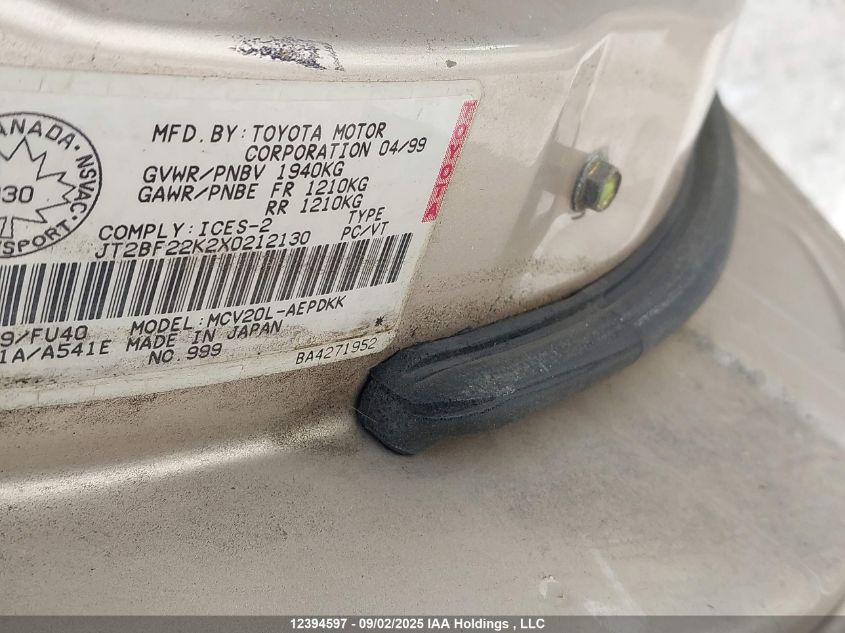 CANADA · NSVAC ·
30
SPORT
MFD. BY: TOYOTA MOTOR
CORPORATION 04/99
GVWR/PNBV 1940KG
GAWR/PNBE FR 1210KG
RR 1210KG
COMPLY: ICES-2 TYPE
JT2BF22K2X0212130 PC/VT
TOYOTA
9/FU40 MODEL: MCV20L-AEPDKK
1A/A541E MADE IN JAPAN *
NO. 999 BA4271952
12394597 - 09/02/2025 IAA Holdings , LLC